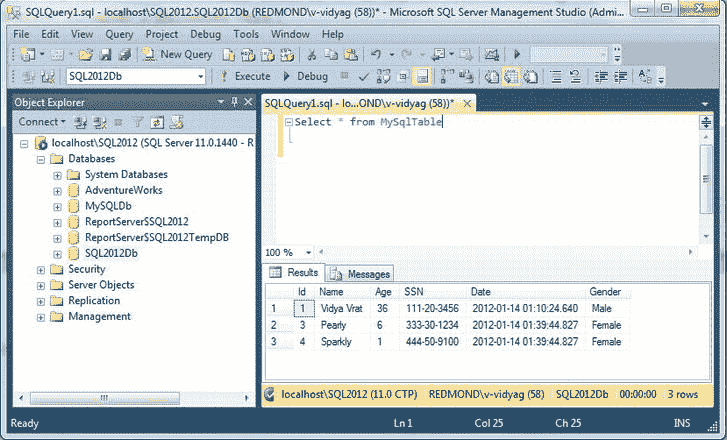 SQLQuery1.sql - localhost\SQL2012.SQL2012Db (REDMOND\v-vidyag (58))* - Microsoft SQL Server Management Studio (Admi...
File Edit View Query Project Debug Tools Window Help
New Query
SQL2012Db Execute Debug
Object Explorer
Connect
localhost\SQL2012 (SQL Server 11.0.1440 - R
Databases
System Databases
AdventureWorks
MySQLDb
ReportServer$SQL2012
ReportServer$SQL2012TempDB
SQL2012Db
Security
Server Objects
Replication
Management
SQLQuery1.sql - lo...OND\v-vidyag (58))*
Select * from MySqlTable
100 %
Results Messages
Id Name Age SSN Date Gender
1 1 Vidya Vrat 36 111-20-3456 2012-01-14 01:10:24.640 Male
2 3 Pearly 6 333-30-1234 2012-01-14 01:39:44.827 Female
3 4 Sparkly 1 444-50-9100 2012-01-14 01:39:44.827 Female
localhost\SQL2012 (11.0 CTP) REDMOND\v-vidyag (58) SQL2012Db 00:00:00 3 rows
Ready Ln 1 Col 25 Ch 25 INS